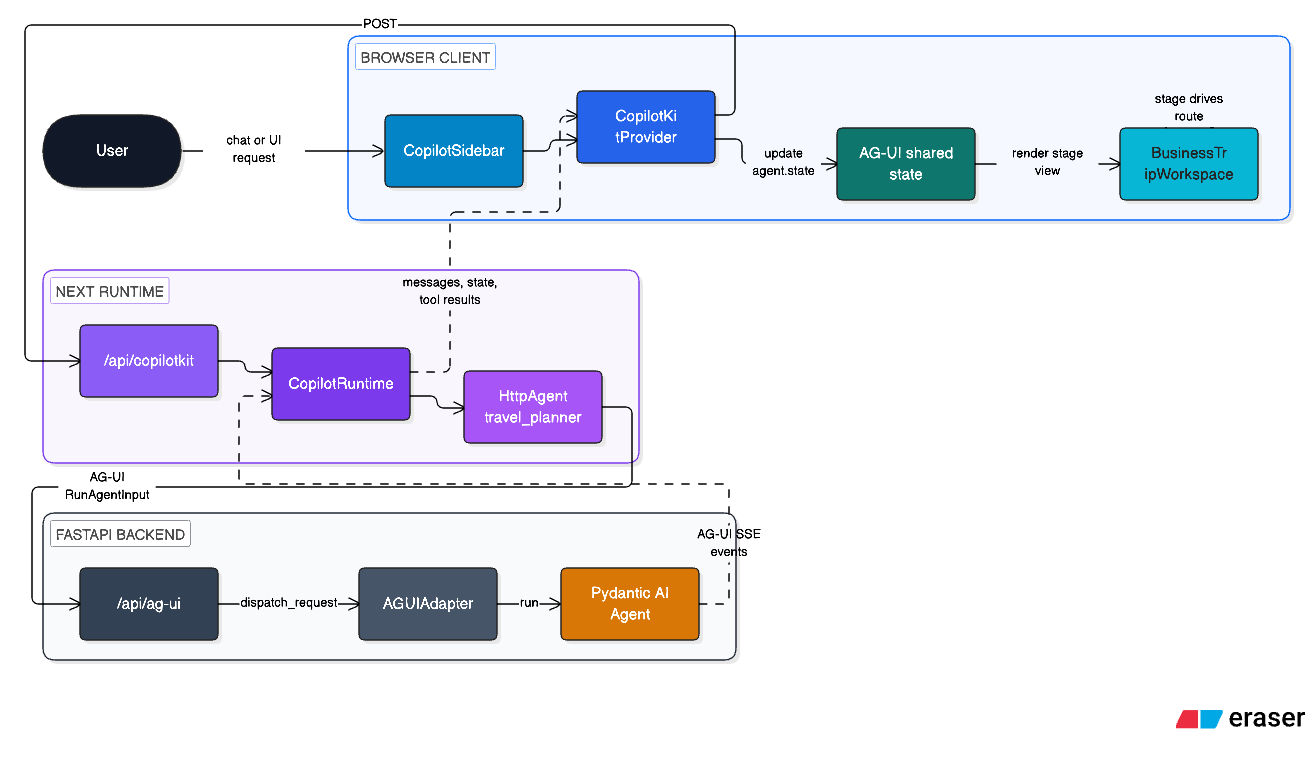 POST
BROWSER CLIENT
User
chat or UI
request
CopilotSidebar
CopilotKi
tProvider
update
agent.state
AG-UI shared
state
render stage
view
stage drives
route
BusinessTr
ipWorkspace
messages, state,
tool results
NEXT RUNTIME
/api/copilotkit
CopilotRuntime
HttpAgent
travel_planner
AG-UI
RunAgentInput
FASTAPI BACKEND
AG-UI SSE
events
/api/ag-ui
dispatch_request
AGUIAdapter
run
Pydantic AI
Agent
eraser